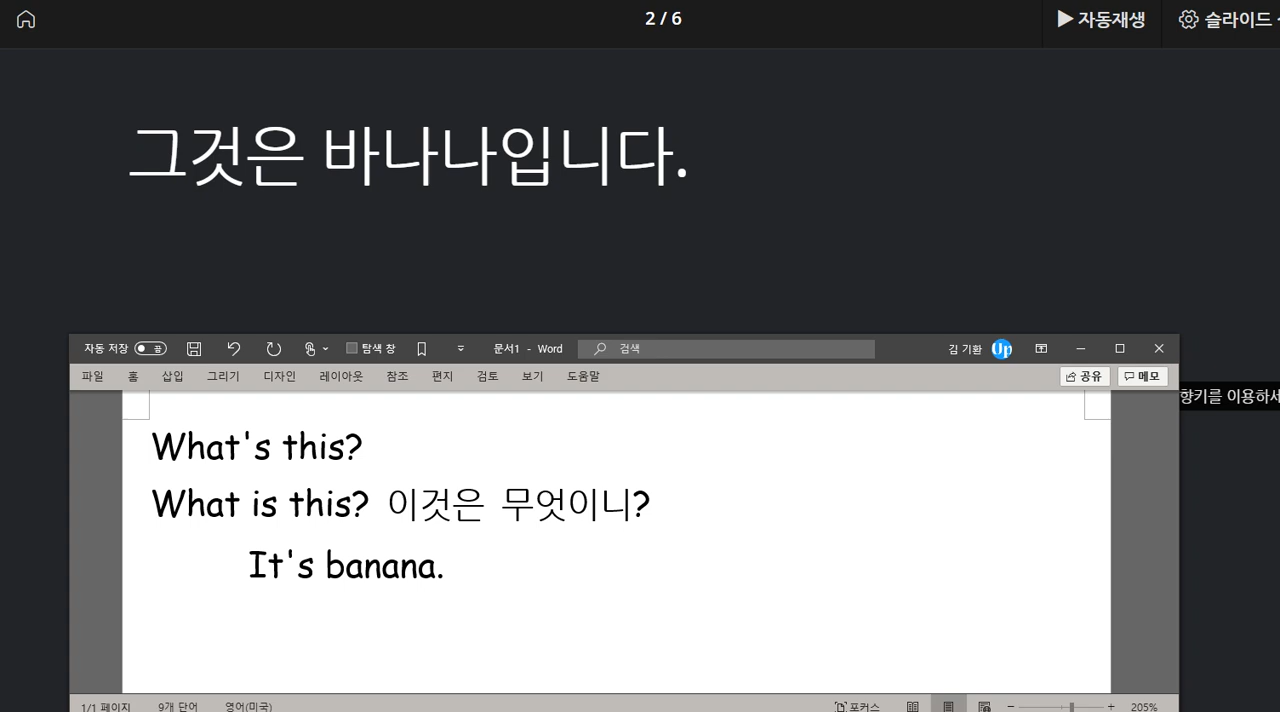 2 / 6
자동재생
슬라이드
그것은 바나나입니다.
자동 저장 끔 탐색 창 문서1 - Word 검색 김 기환 Up
파일 홈 삽입 그리기 디자인 레이아웃 참조 편지 검토 보기 도움말 공유 메모
향키를 이용하세
What's this?
What is this? 이것은 무엇이니?
It's banana.
1/1 페이지 9개 단어 영어(미국) 포커스 205%